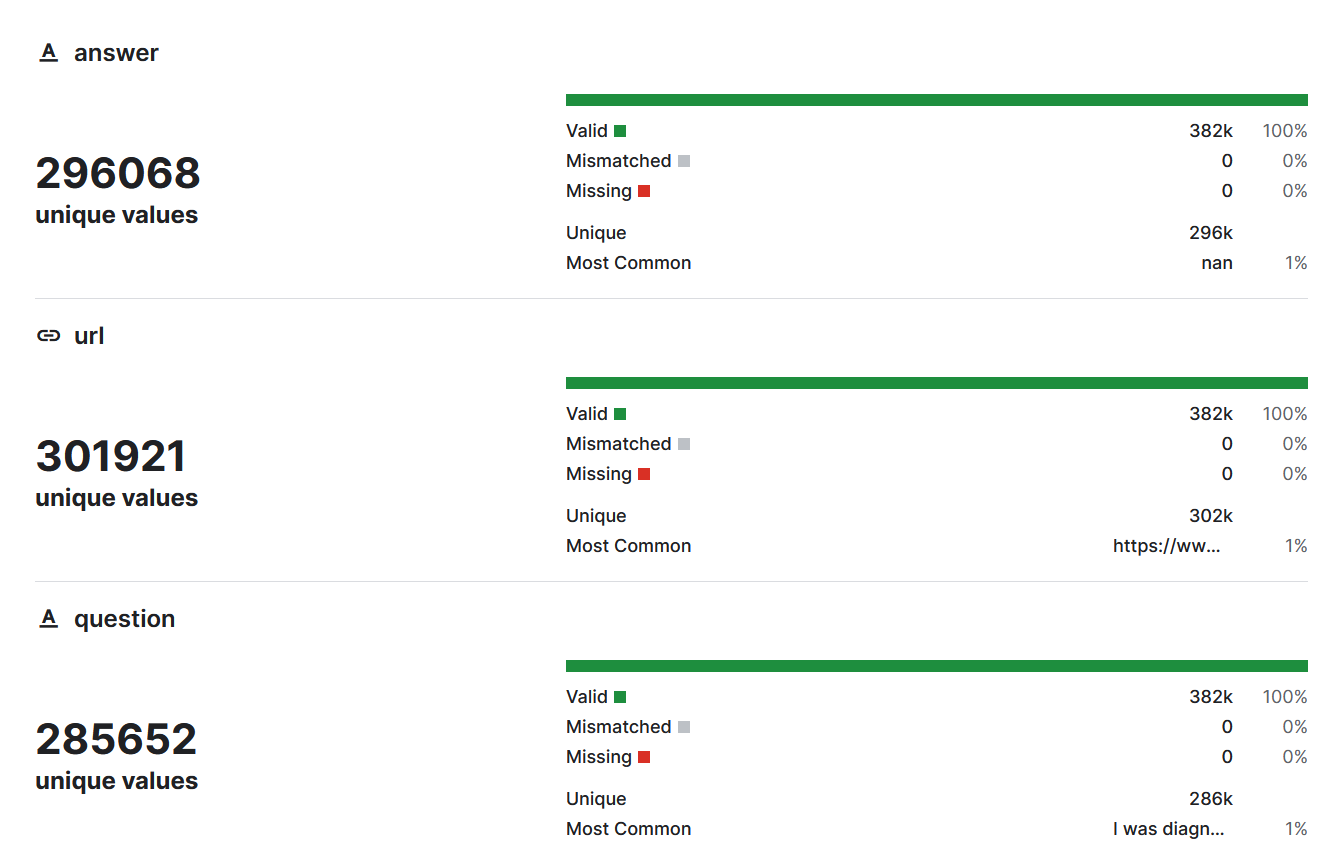 answer
296068
unique values
Valid 382k 100%
Mismatched 0 0%
Missing 0 0%
Unique 296k
Most Common nan 1%
url
301921
unique values
Valid 382k 100%
Mismatched 0 0%
Missing 0 0%
Unique 302k
Most Common https://ww... 1%
question
285652
unique values
Valid 382k 100%
Mismatched 0 0%
Missing 0 0%
Unique 286k
Most Common I was diagn... 1%